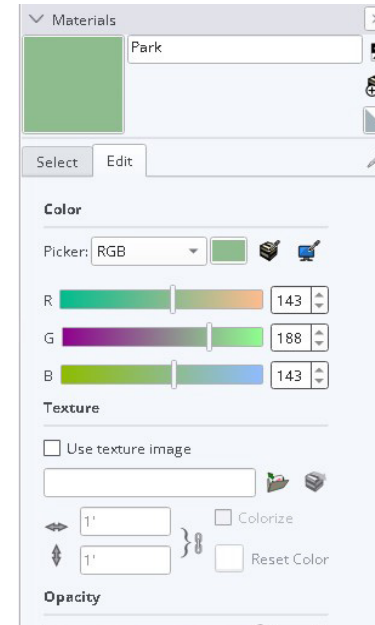 Materials
Park
Select Edit
Color
Picker: RGB
R 143
G 188
B 143
Texture
Use texture image
1' Colorize
1' Reset Color
Opacity